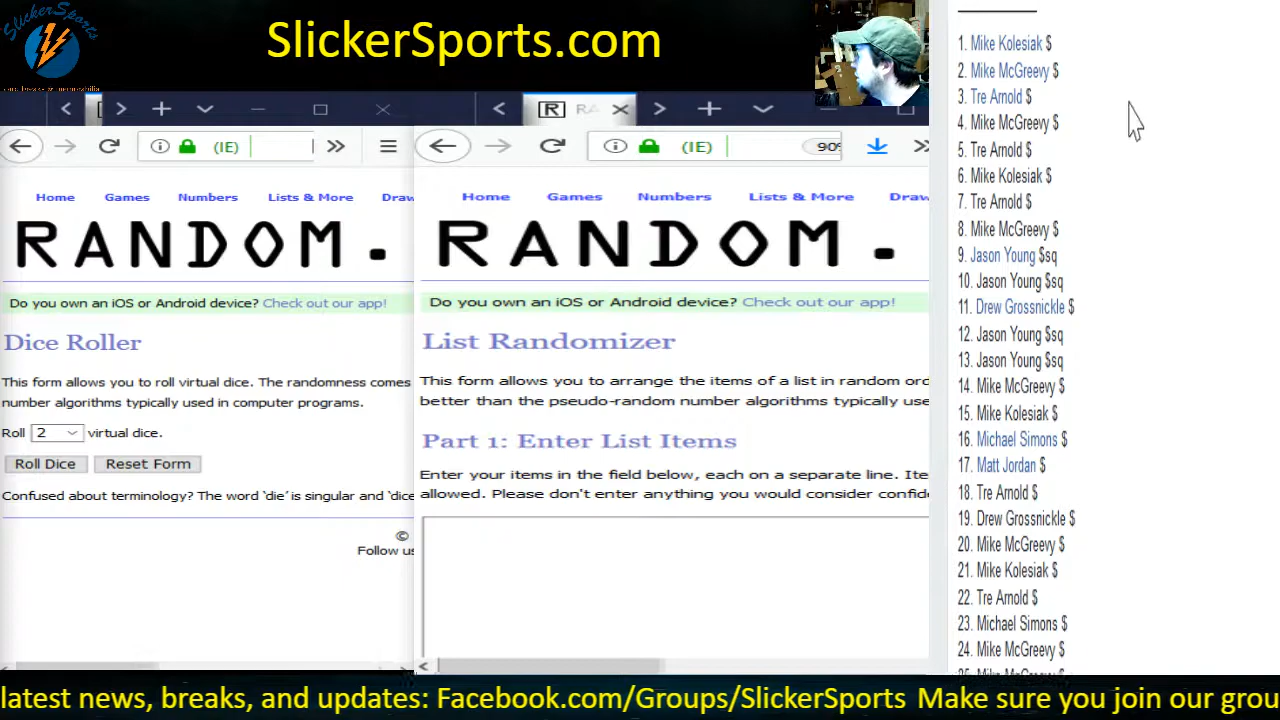 SlickerSports
SlickerSports.com
(IE)
(IE)
90%
Home Games Numbers Lists & More Draw
Home Games Numbers Lists & More Draw
RANDOM.
RANDOM.
Do you own an iOS or Android device? Check out our app!
Do you own an iOS or Android device? Check out our app!
Dice Roller
This form allows you to roll virtual dice. The randomness comes
number algorithms typically used in computer programs.
Roll 2 virtual dice.
Roll Dice Reset Form
Confused about terminology? The word 'die' is singular and 'dice
©
Follow us
List Randomizer
This form allows you to arrange the items of a list in random ord
better than the pseudo-random number algorithms typically use
Part 1: Enter List Items
Enter your items in the field below, each on a separate line. Ite
allowed. Please don't enter anything you would consider confide
1. Mike Kolesiak $
2. Mike McGreevy $
3. Tre Arnold $
4. Mike McGreevy $
5. Tre Arnold $
6. Mike Kolesiak $
7. Tre Arnold $
8. Mike McGreevy $
9. Jason Young $sq
10. Jason Young $sq
11. Drew Grossnickle $
12. Jason Young $sq
13. Jason Young $sq
14. Mike McGreevy $
15. Mike Kolesiak $
16. Michael Simons $
17. Matt Jordan $
18. Tre Arnold $
19. Drew Grossnickle $
20. Mike McGreevy $
21. Mike Kolesiak $
22. Tre Arnold $
23. Michael Simons $
24. Mike McGreevy $
25. Mike McGreevy $
latest news, breaks, and updates: Facebook.com/Groups/SlickerSports Make sure you join our grou